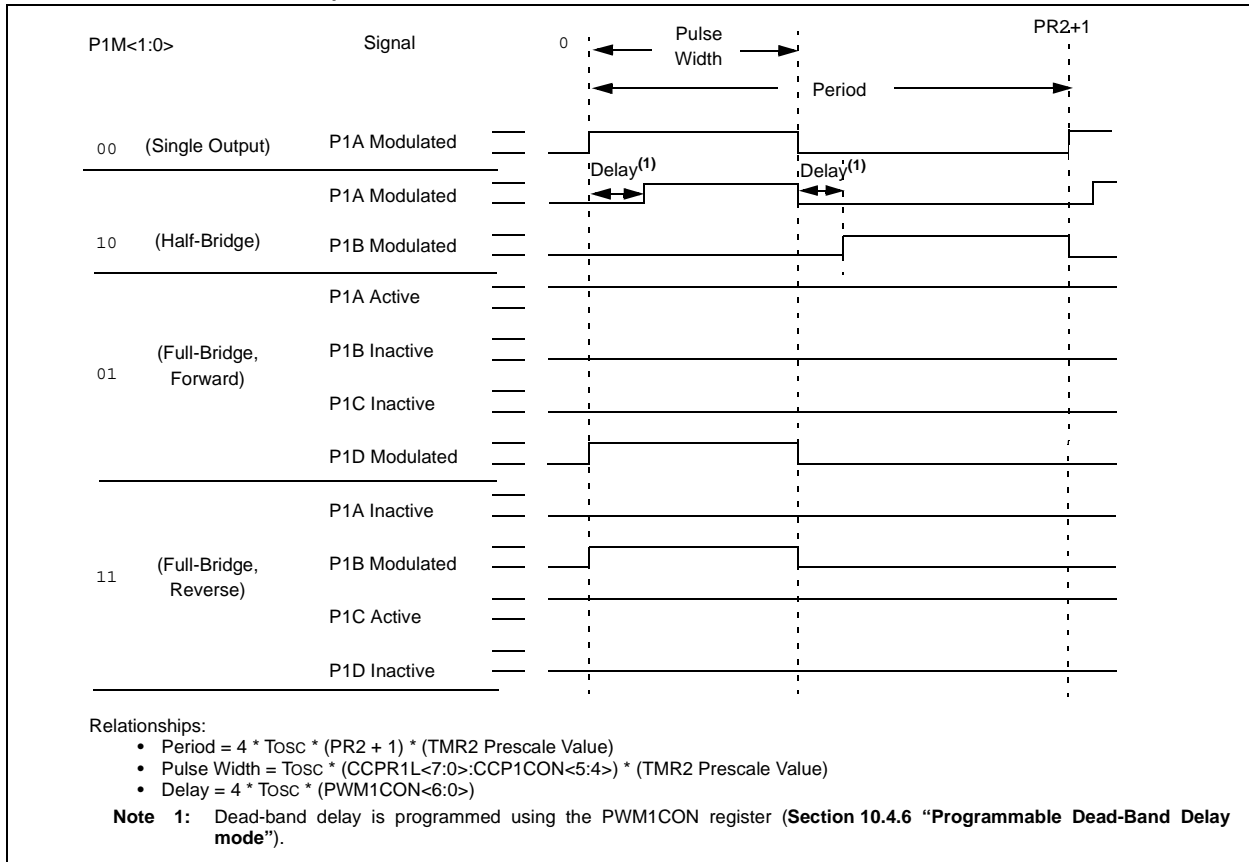 P1M<1:0> Signal 0 Pulse Width PR2+1
Period
00 (Single Output) P1A Modulated
Delay(1) Delay(1)
P1A Modulated
10 (Half-Bridge) P1B Modulated
P1A Active
(Full-Bridge, Forward) P1B Inactive
01
P1C Inactive
P1D Modulated
P1A Inactive
(Full-Bridge, Reverse) P1B Modulated
11
P1C Active
P1D Inactive
Relationships:
• Period = 4 * TOSC * (PR2 + 1) * (TMR2 Prescale Value)
• Pulse Width = TOSC * (CCPR1L<7:0>:CCP1CON<5:4>) * (TMR2 Prescale Value)
• Delay = 4 * TOSC * (PWM1CON<6:0>)
Note 1: Dead-band delay is programmed using the PWM1CON register (Section 10.4.6 “Programmable Dead-Band Delay
mode”).